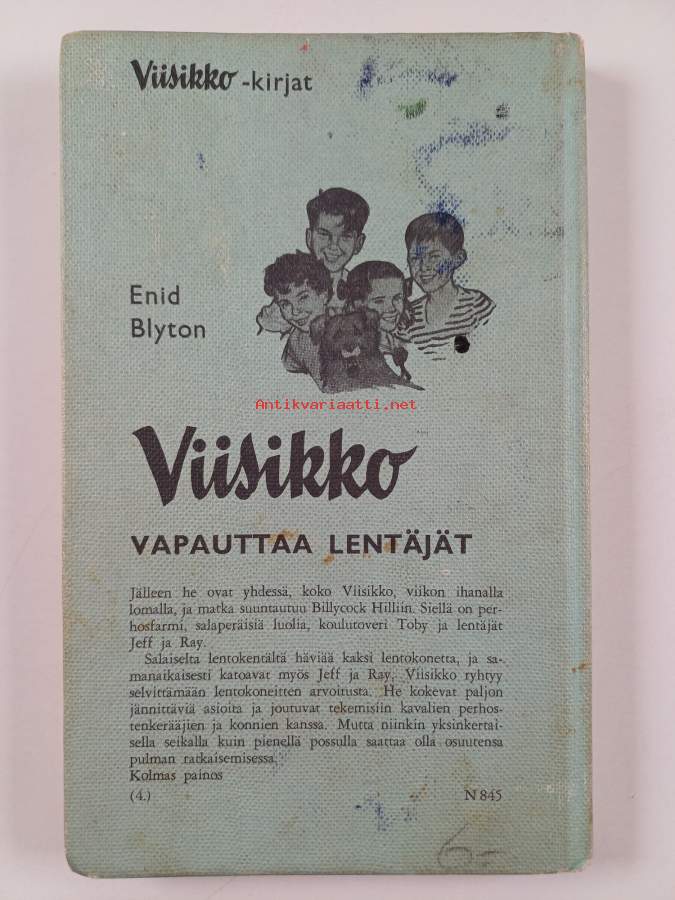 Viisikko -kirjat
Enid
Blyton
Antikvariaatti.net
Viisikko
VAPAUTTAA LENTÄJÄT
Jälleen he ovat yhdessä, koko Viisikko, viikon ihanalla
lomalla, ja matka suuntautuu Billycock Hilliin. Siellä on per-
hosfarmi, salaperäisiä luolia, koulutoveri Toby ja lentäjät
Jeff ja Ray.
Salaiselta lentokentältä häviää kaksi lentokonetta, ja sa-
manaikaisesti katoavat myös Jeff ja Ray. Viisikko ryhtyy
selvittämään lentokoneitten arvoitusta. He kokevat paljon
jännittäviä asioita ja joutuvat tekemisiin kavalien perhos-
tenkerääjien ja konnien kanssa. Mutta niinkin yksinkertai-
sella seikalla kuin pienellä possulla saattaa olla osuutensa
pulman ratkaisemisessa.
Kolmas painos
(4.) N 845
6-